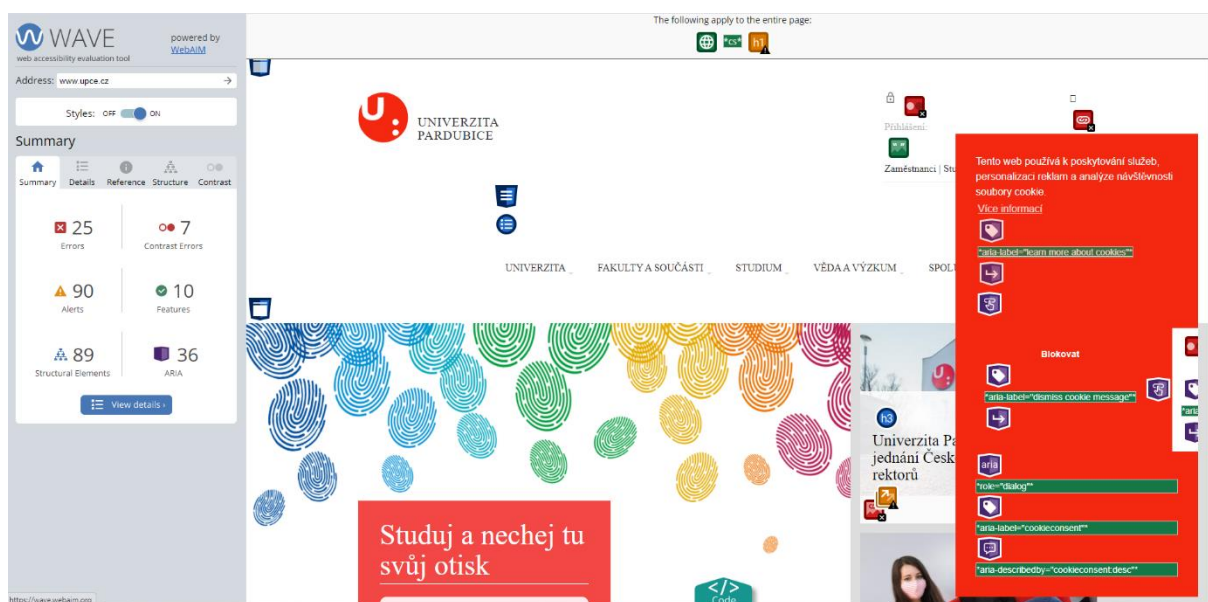 WAVE
powered by
WebAIM
web accessibility evaluation tool
Address: www.upce.cz
Styles: OFF ON
Summary
Summary Details Reference Structure Contrast
25
Errors
7
Contrast Errors
90
Alerts
10
Features
89
Structural Elements
36
ARIA
View details ›
https://wave.webaim.org
The following apply to the entire page:
*cs*
h1
UNIVERZITA
PARDUBICE
Přihlášení:
Zaměstnanci | Stu
UNIVERZITA FAKULTY A SOUČÁSTI STUDIUM VĚDA A VÝZKUM SPOL
Studuj a nechej tu
svůj otisk
</>
Code
h3
Univerzita Pa
jednání Česk
rektorů
Tento web používá k poskytování služeb,
personalizaci reklam a analýze návštěvnosti
soubory cookie.
Více informací
*aria-label="learn more about cookies"*
Blokovat
*aria-label="dismiss cookie message"*
*aria
aria
*role="dialog"*
*aria-label="cookieconsent"*
*aria-describedby="cookieconsent:desc"*